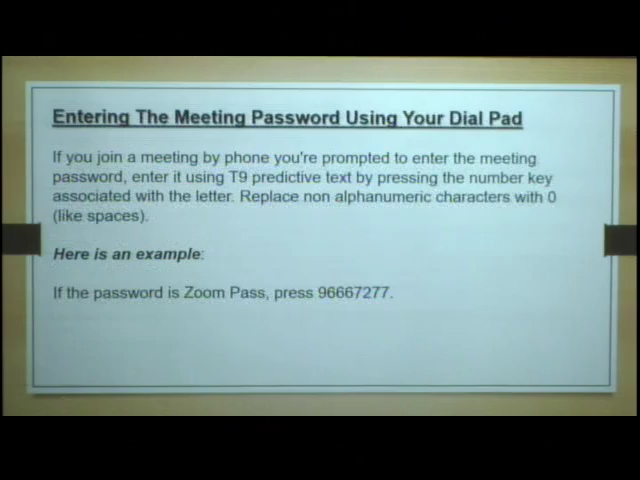 Entering The Meeting Password Using Your Dial Pad
If you join a meeting by phone you're prompted to enter the meeting
password, enter it using T9 predictive text by pressing the number key
associated with the letter. Replace non alphanumeric characters with 0
(like spaces).
Here is an example:
If the password is Zoom Pass, press 96667277.